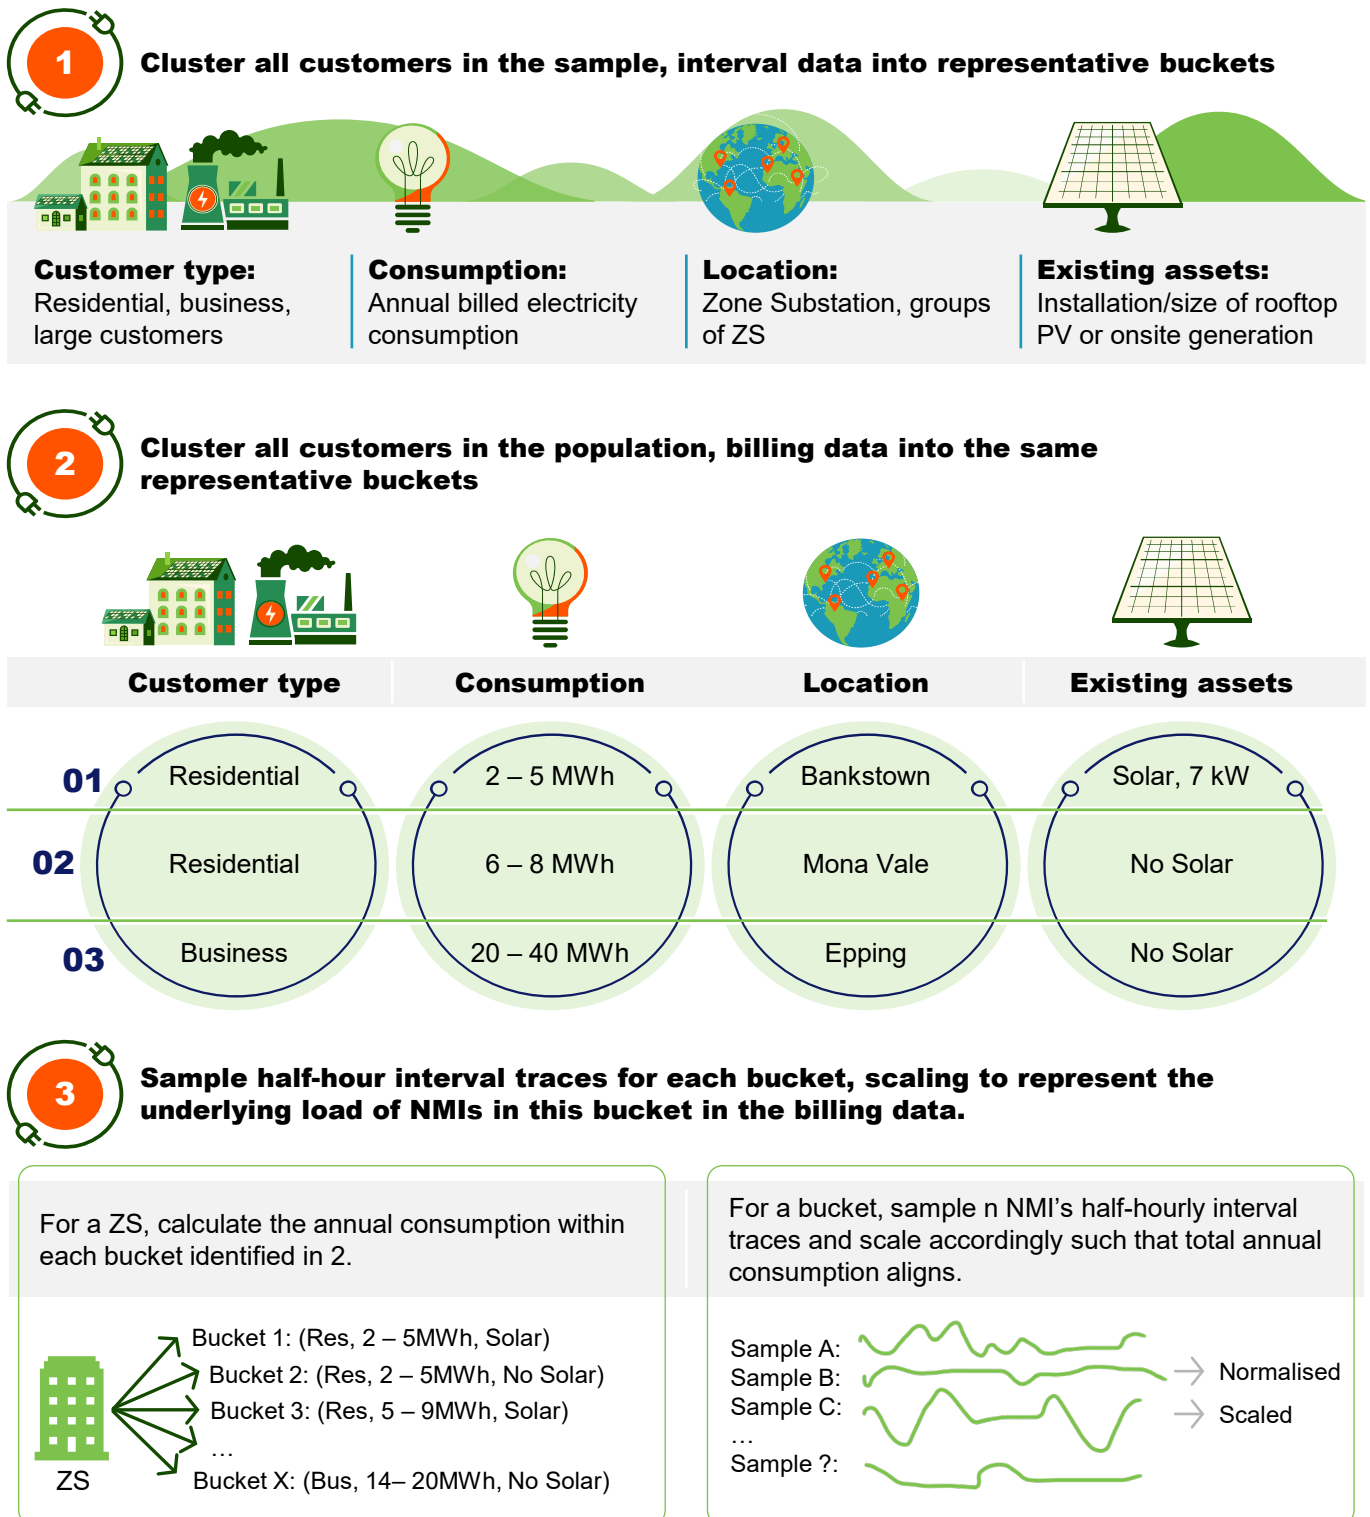 1
Cluster all customers in the sample, interval data into representative buckets
Customer type:
Residential, business,
large customers
Consumption:
Annual billed electricity
consumption
Location:
Zone Substation, groups
of ZS
Existing assets:
Installation/size of rooftop
PV or onsite generation
2
Cluster all customers in the population, billing data into the same
representative buckets
Customer type
Consumption
Location
Existing assets
01
Residential
2 – 5 MWh
Bankstown
Solar, 7 kW
02
Residential
6 – 8 MWh
Mona Vale
No Solar
03
Business
20 – 40 MWh
Epping
No Solar
3
Sample half-hour interval traces for each bucket, scaling to represent the
underlying load of NMIs in this bucket in the billing data.
For a ZS, calculate the annual consumption within
each bucket identified in 2.
Bucket 1: (Res, 2 – 5MWh, Solar)
Bucket 2: (Res, 2 – 5MWh, No Solar)
Bucket 3: (Res, 5 – 9MWh, Solar)
…
Bucket X: (Bus, 14– 20MWh, No Solar)
ZS
For a bucket, sample n NMI’s half-hourly interval
traces and scale accordingly such that total annual
consumption aligns.
Sample A:
Sample B:
Sample C:
…
Sample ?:
Normalised
Scaled